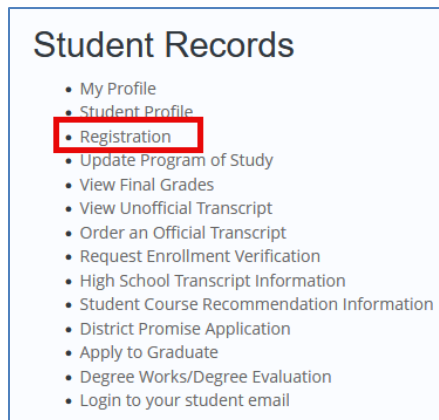 Student Records
• My Profile
• Student Profile
• Registration
• Update Program of Study
• View Final Grades
• View Unofficial Transcript
• Order an Official Transcript
• Request Enrollment Verification
• High School Transcript Information
• Student Course Recommendation Information
• District Promise Application
• Apply to Graduate
• Degree Works/Degree Evaluation
• Login to your student email